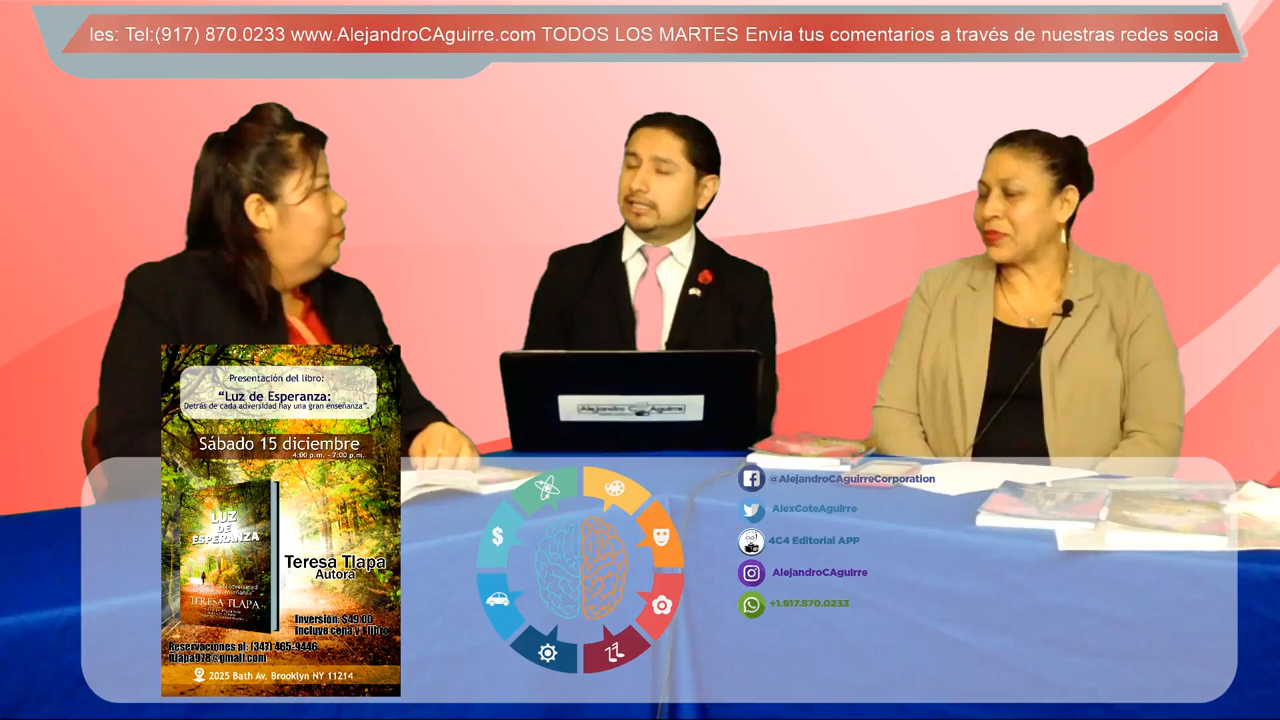 les: Tel:(917) 870.0233 www.AlejandroCAguirre.com TODOS LOS MARTES Envia tus comentarios a través de nuestras redes socia
Alejandro C Aguirre
Presentación del libro:
“Luz de Esperanza:
Detrás de cada adversidad hay una gran enseñanza”.
Sábado 15 diciembre
4:00 p.m. - 7:00 p.m.
LUZ
DE
ESPERANZA
TERESA TLAPA
Teresa Tlapa
Autora
Inversión: $49.00
Incluye cena y 1 libro
Reservaciones al: (347) 465-9446
ttlapa978@gmail.com
2025 Bath Av. Brooklyn NY 11214
@AlejandroCAguirreCorporation
AlexCoteAguirre
4C4 Editorial APP
AlejandroCAguirre
+1.917.870.0233